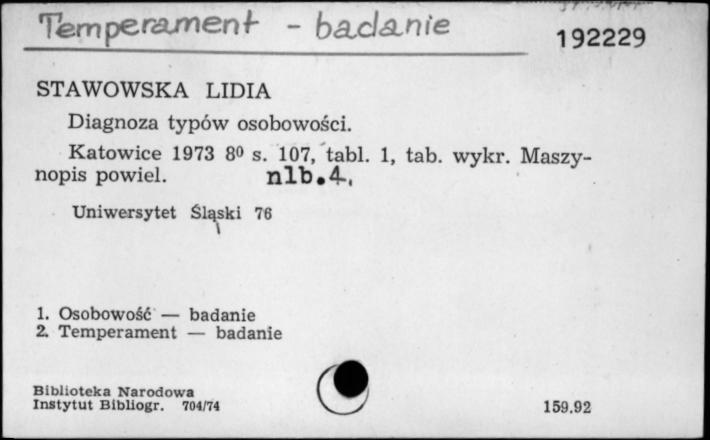 Temperament - badanie
192229
STAWOWSKA LIDIA
Diagnoza typów osobowości.
Katowice 1973 8⁰ s. 107, tabl. 1, tab. wykr. Maszy-
nopis powiel. nlb.4.
Uniwersytet Śląski 76
1. Osobowość — badanie
2. Temperament — badanie
Biblioteka Narodowa
Instytut Bibliogr. 704/74
159.92